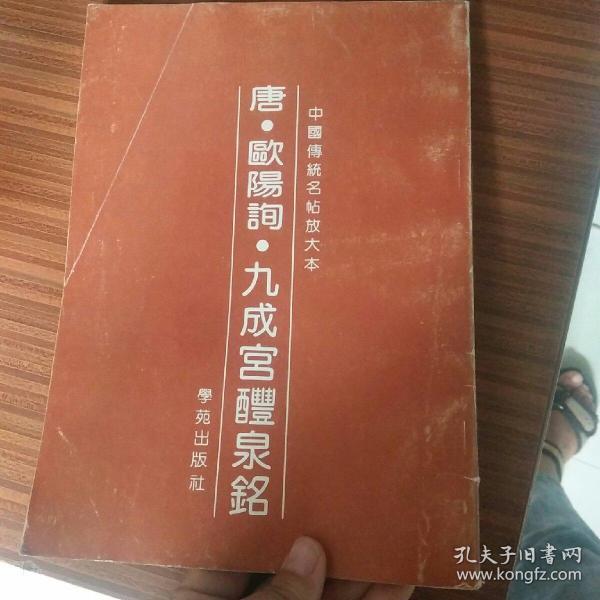 中國傳統名帖放大本
唐·歐陽詢·九成宮醴泉銘
學苑出版社
孔夫子旧书网
www.kongfz.com